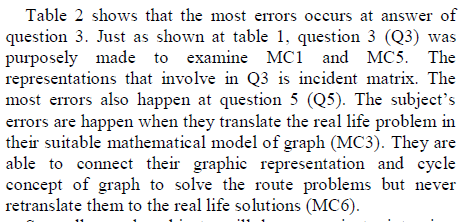 Table 2 shows that the most errors occurs at answer of
question 3. Just as shown at table 1, question 3 (Q3) was
purposely made to examine MC1 and MC5. The
representations that involve in Q3 is incident matrix. The
most errors also happen at question 5 (Q5). The subject's
errors are happen when they translate the real life problem in
their suitable mathematical model of graph (MC3). They are
able to connect their graphic representation and cycle
concept of graph to solve the route problems but never
retranslate them to the real life solutions (MC6).